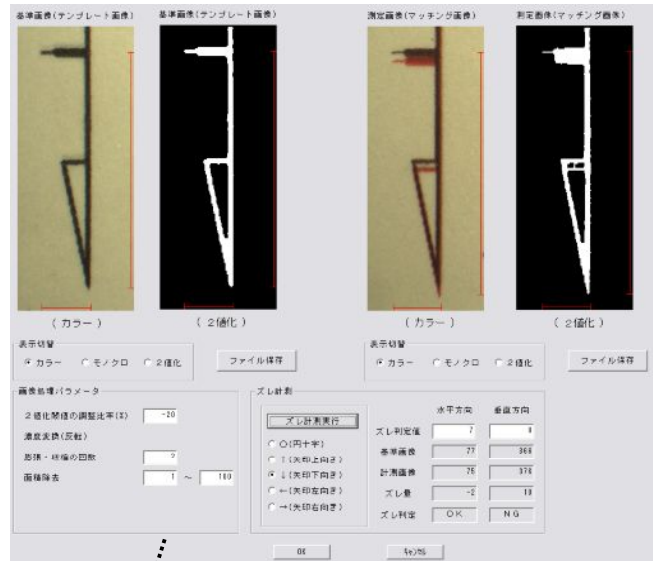 基準画像(テンプレート画像)
基準画像(テンプレート画像)
測定画像(マッチング画像)
測定画像(マッチング画像)
(カラー)
(2値化)
(カラー)
(2値化)
表示切替
カラー モノクロ 2値化
ファイル保存
表示切替
カラー モノクロ 2値化
ファイル保存
画像処理パラメータ
2値化閾値の調整比率(%) -20
濃度変換(反転)
膨張・収縮の回数 2
面積除去 1 ~ 100
ズレ計測
ズレ計測実行
○(円十字)
↑(矢印上向き)
↓(矢印下向き)
←(矢印左向き)
→(矢印右向き)
水平方向 垂直方向
ズレ判定値 7 8
基準画像 77 368
計測画像 75 378
ズレ量 -2 10
ズレ判定 OK NG
OK
キャンセル